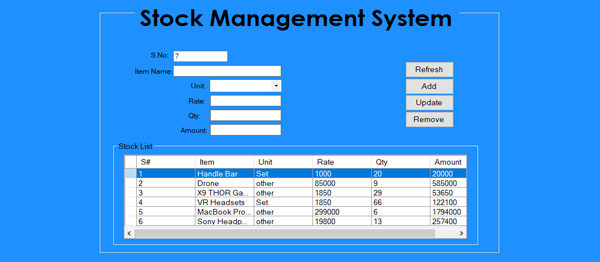 Stock Management System
S.No: 7
Item Name:
Unit:
Rate:
Qty:
Amount:
Refresh
Add
Update
Remove
Stock List
S# Item Unit Rate Qty Amount
1 Handle Bar Set 1000 20 20000
2 Drone other 85000 9 585000
3 X9 THOR Ga... other 1850 29 53650
4 VR Headsets Set 1850 66 122100
5 MacBook Pro... other 299000 6 1794000
6 Sony Headp... other 19800 13 257400